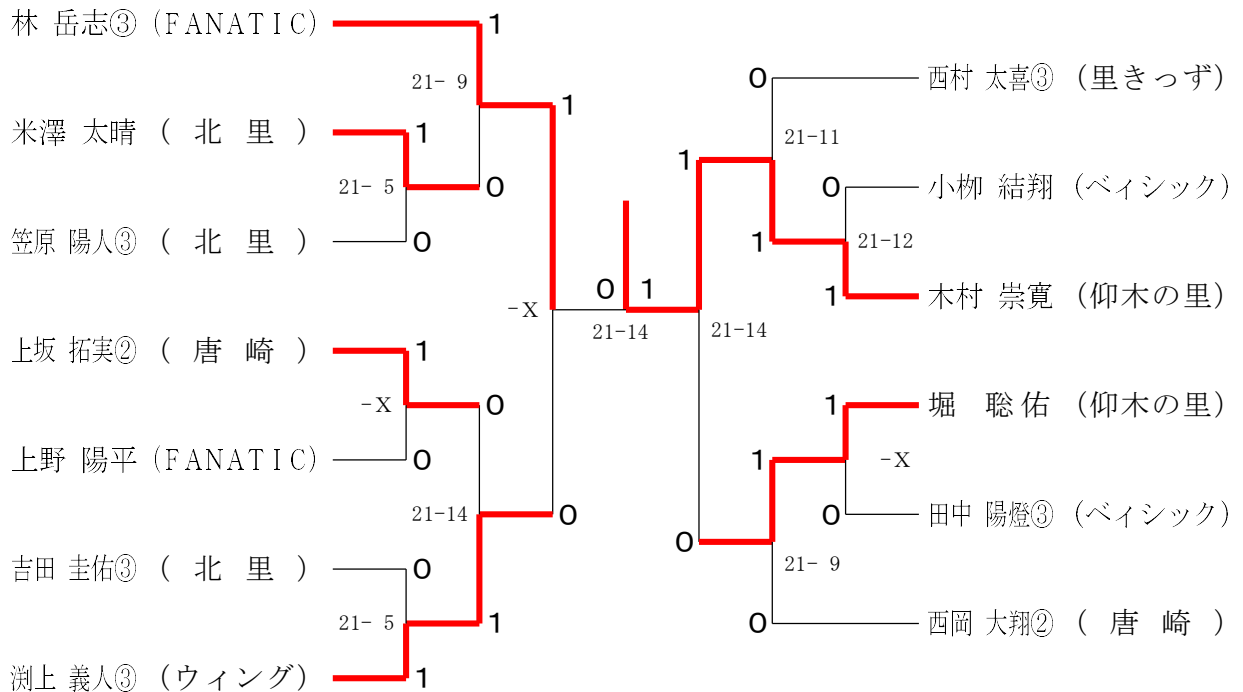 林 岳志③ (FANATIC)
1
21- 9
1
米澤 太晴 ( 北 里 )
1
21- 5
0
笠原 陽人③ ( 北 里 )
0
-X
上坂 拓実② ( 唐 崎 )
1
-X
0
上野 陽平 (FANATIC)
0
21-14
0
吉田 圭佑③ ( 北 里 )
0
21- 5
1
渕上 義人③ (ウィング)
1
0 1
21-14
0 西村 太喜③ (里きっず)
21-11
1
0 小栁 結翔 (ベィシック)
1 21-12
1 木村 崇寛 (仰木の里)
21-14
1 堀 聡佑 (仰木の里)
1 -X
0 田中 陽燈③ (ベィシック)
0
21- 9
0 西岡 大翔② ( 唐 崎 )